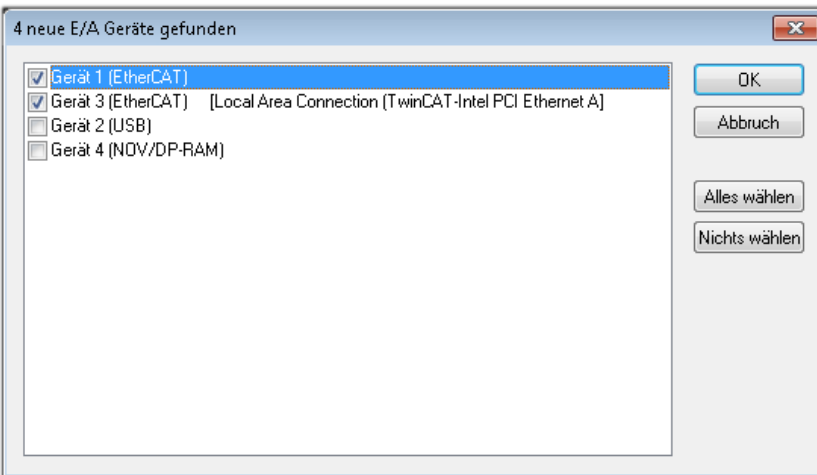 4 neue E/A Geräte gefunden
Gerät 1 (EtherCAT)
Gerät 3 (EtherCAT) [Local Area Connection (TwinCAT-Intel PCI Ethernet A]
Gerät 2 (USB)
Gerät 4 (NOV/DP-RAM)
OK
Abbruch
Alles wählen
Nichts wählen